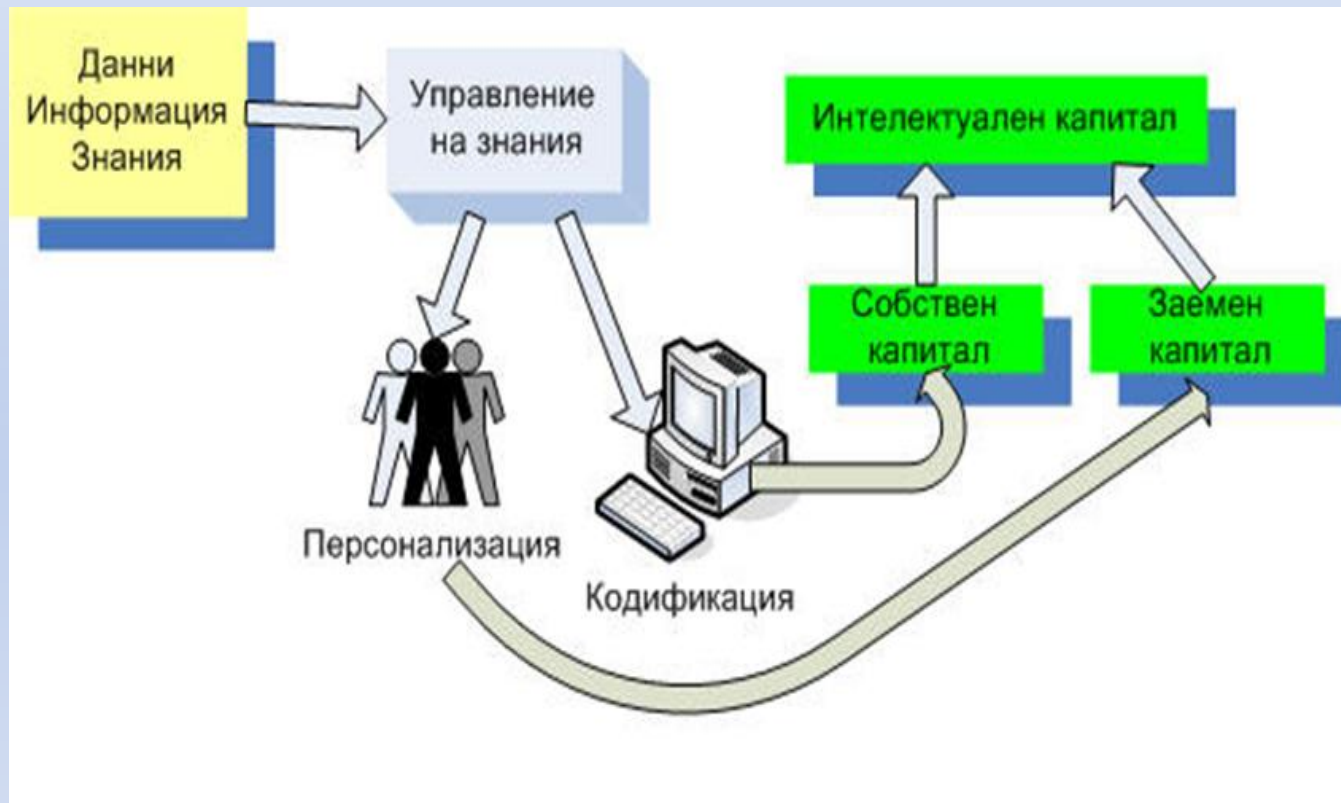 Данни
Информация
Знания
Управление
на знания
Интелектуален капитал
Собствен
капитал
Заемен
капитал
Персонализация
Кодификация